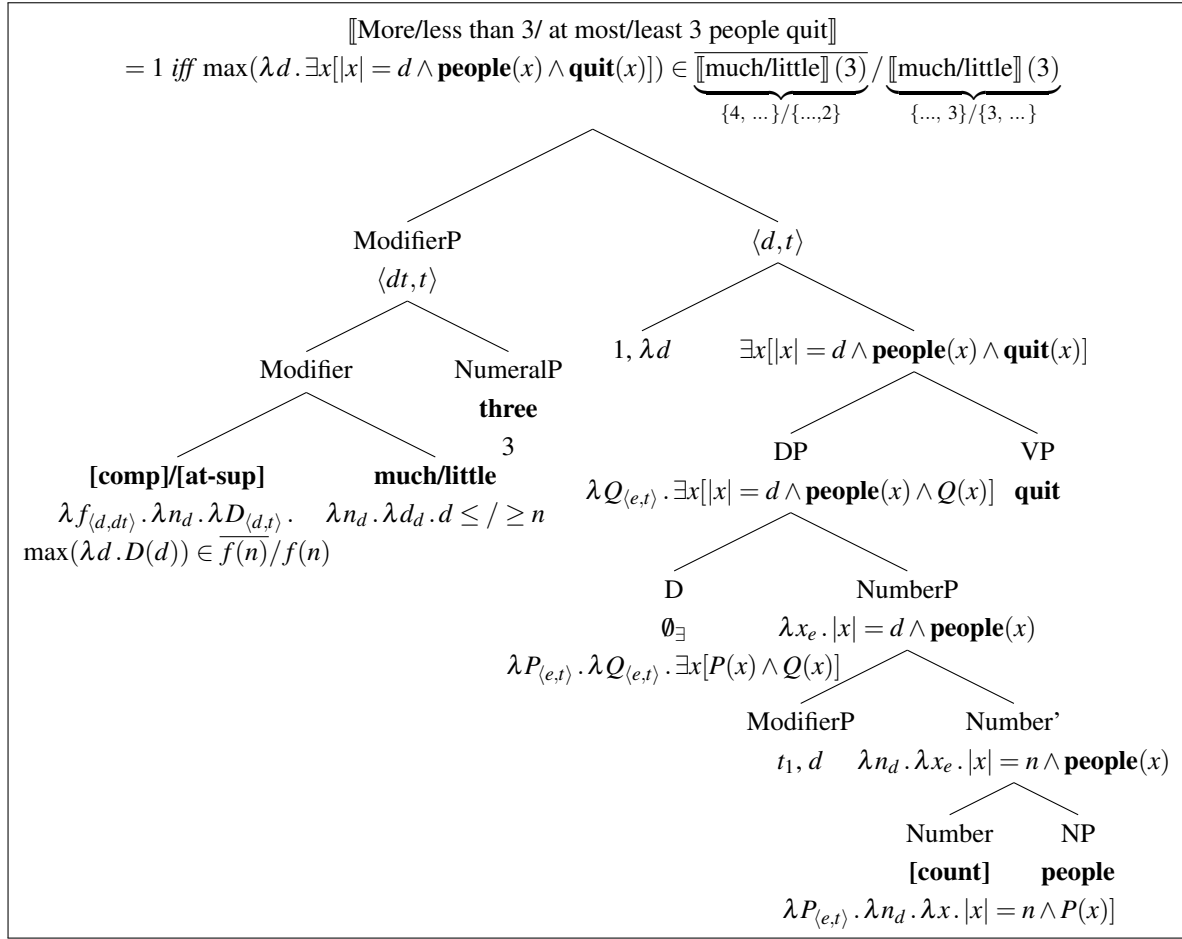 ⟦More/less than 3/ at most/least 3 people quit⟧
= 1 iff max(λd . ∃x[|x| = d ∧ people(x) ∧ quit(x)]) ∈ \overline{⟦much/little⟧ (3)} / ⟦much/little⟧ (3)
{4, ...}/{...,2} {..., 3}/{3, ...}
ModifierP ⟨d,t⟩
⟨dt,t⟩
1, λd ∃x[|x| = d ∧ people(x) ∧ quit(x)]
Modifier NumeralP
three
3
DP VP
[comp]/[at-sup] much/little
λQ⟨e,t⟩ . ∃x[|x| = d ∧ people(x) ∧ Q(x)] quit
λf⟨d,dt⟩ . λn_d . λD⟨d,t⟩ . λn_d . λd_d . d ≤ / ≥ n
max(λd . D(d)) ∈ \overline{f(n)}/f(n)
D NumberP
∅∃ λx_e . |x| = d ∧ people(x)
λP⟨e,t⟩ . λQ⟨e,t⟩ . ∃x[P(x) ∧ Q(x)]
ModifierP Number’
t₁, d λn_d . λx_e . |x| = n ∧ people(x)
Number NP
[count] people
λP⟨e,t⟩ . λn_d . λx . |x| = n ∧ P(x)]